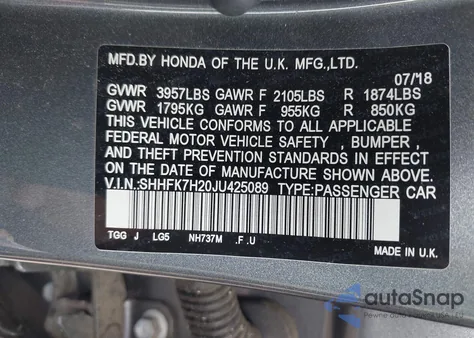 MFD.BY HONDA OF THE U.K. MFG.,LTD.
07/18
GVWR 3957LBS GAWR F 2105LBS R 1874LBS
GVWR 1795KG GAWR F 955KG R 850KG
THIS VEHICLE CONFORMS TO ALL APPLICABLE
FEDERAL MOTOR VEHICLE SAFETY , BUMPER ,
AND THEFT PREVENTION STANDARDS IN EFFECT
ON THE DATE OF MANUFACTURE SHOWN ABOVE.
V.I.N.:SHHFK7H20JU425089 TYPE:PASSENGER CAR
TGG J LG5 NH737M .F .U
MADE IN U.K.
autoSnap